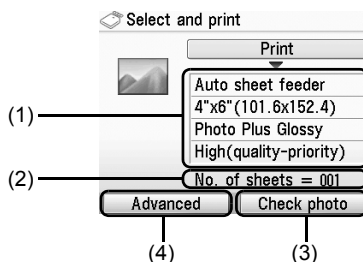 Select and print
Print
Auto sheet feeder
4"x6"(101.6x152.4)
(1)
Photo Plus Glossy
High(quality-priority)
(2)
No. of sheets = 001
Advanced
Check photo
(4)
(3)